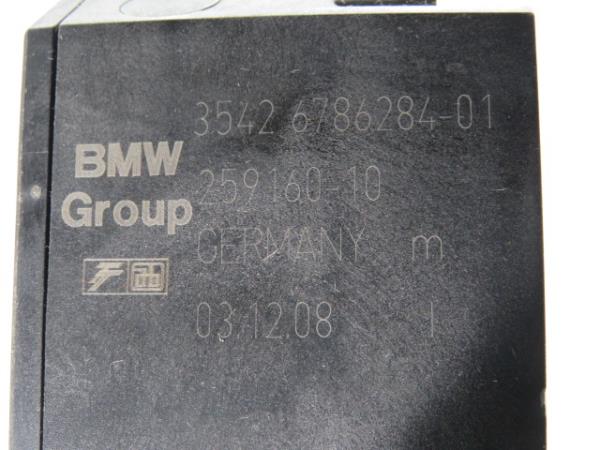 3542 6786284-01
BMW
Group
259160-10
GERMANY m
03.12.08 I